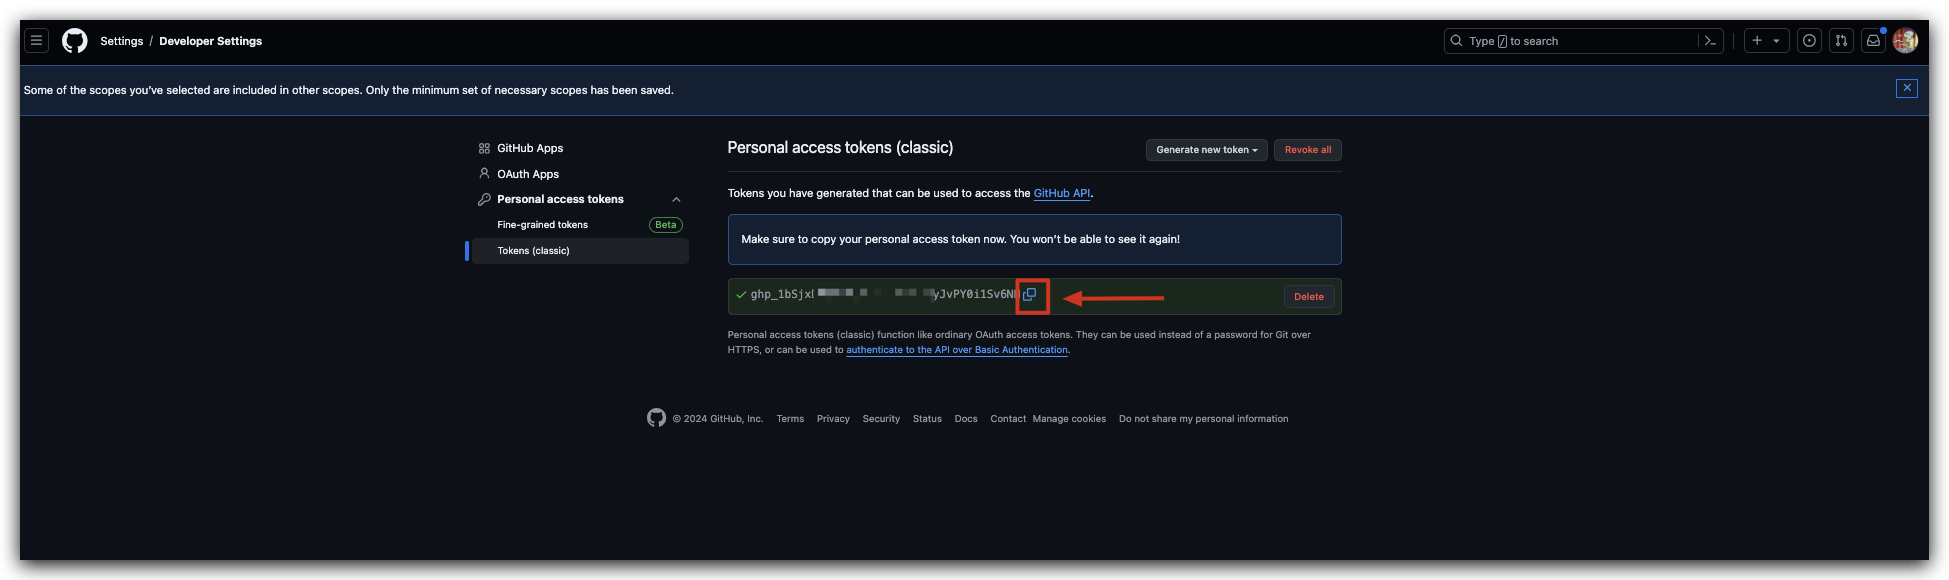 Settings / Developer Settings
Type / to search
Some of the scopes you've selected are included in other scopes. Only the minimum set of necessary scopes has been saved.
GitHub Apps
OAuth Apps
Personal access tokens
Fine-grained tokens Beta
Tokens (classic)
Personal access tokens (classic)
Generate new token
Revoke all
Tokens you have generated that can be used to access the GitHub API.
Make sure to copy your personal access token now. You won't be able to see it again!
Delete
Personal access tokens (classic) function like ordinary OAuth access tokens. They can be used instead of a password for Git over
HTTPS, or can be used to authenticate to the API over Basic Authentication.
© 2024 GitHub, Inc. Terms Privacy Security Status Docs Contact Manage cookies Do not share my personal information